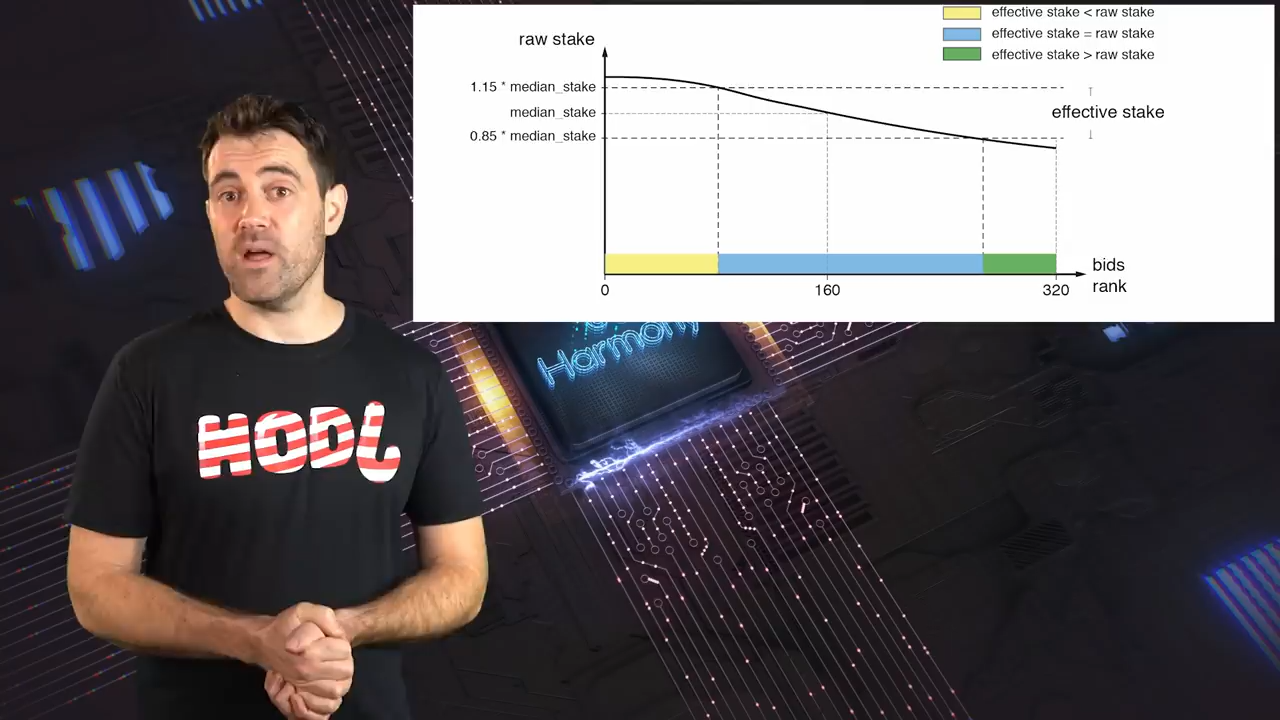 effective stake < raw stake
effective stake = raw stake
effective stake > raw stake
raw stake
1.15 * median_stake
median_stake
0.85 * median_stake
effective stake
bids
rank
0
160
320
Harmony
HODL